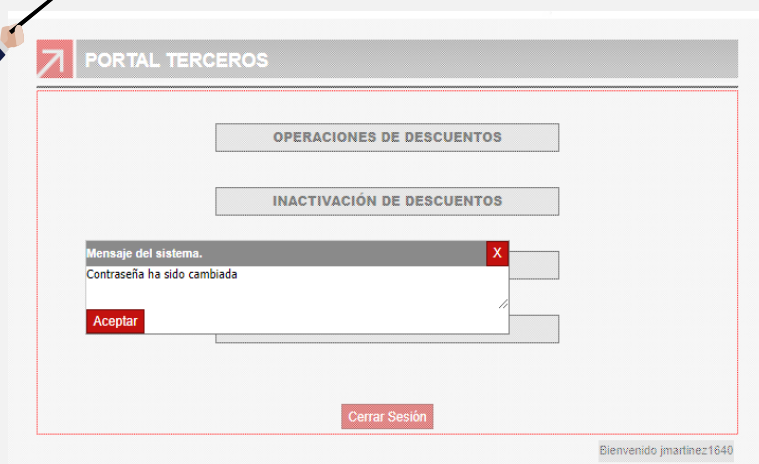 PORTAL TERCEROS
OPERACIONES DE DESCUENTOS
INACTIVACIÓN DE DESCUENTOS
Mensaje del sistema.
X
Contraseña ha sido cambiada
Aceptar
Cerrar Sesión
Bienvenido jmartinez1640